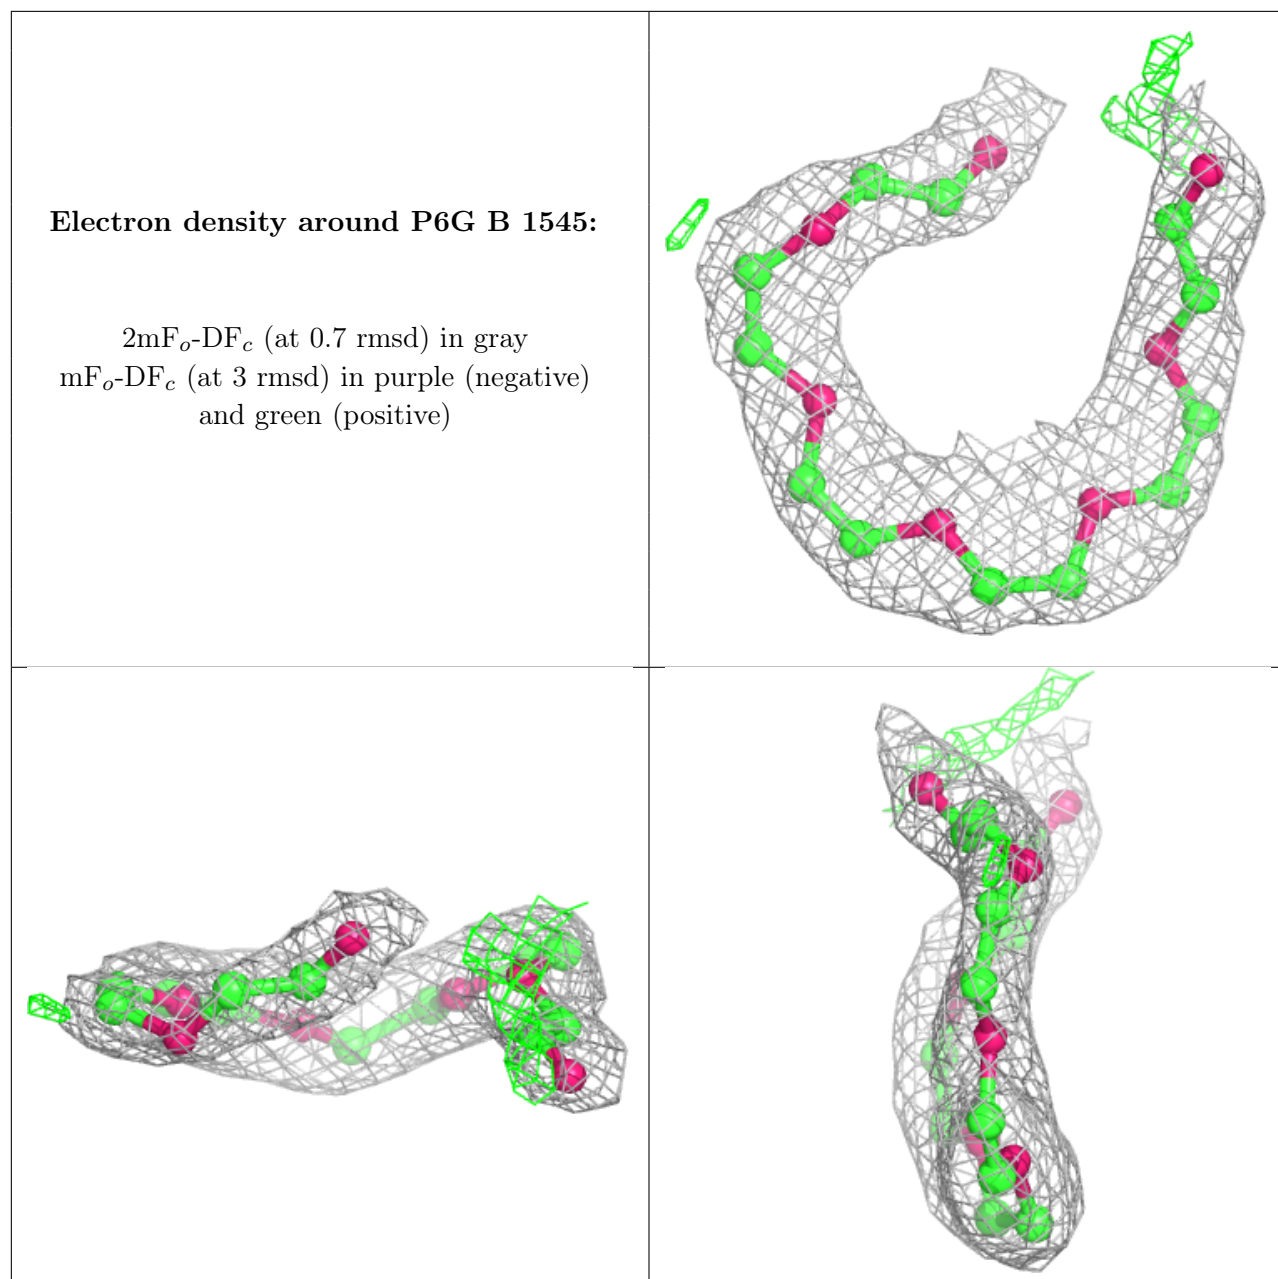 Electron density around P6G B 1545:
2mFo-DFc (at 0.7 rmsd) in gray
mFo-DFc (at 3 rmsd) in purple (negative)
and green (positive)